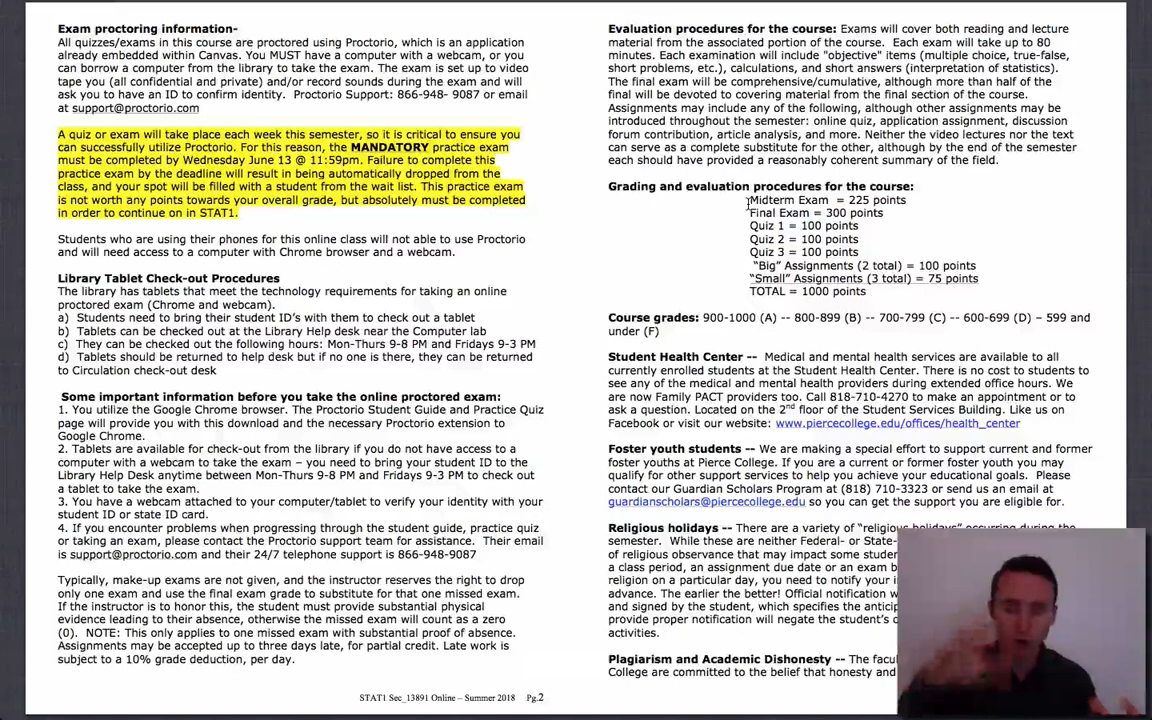 Exam proctoring information-
All quizzes/exams in this course are proctored using Proctorio, which is an application
already embedded within Canvas. You MUST have a computer with a webcam, or you
can borrow a computer from the library to take the exam. The exam is set up to video
tape you (all confidential and private) and/or record sounds during the exam and will
ask you to have an ID to confirm identity.  Proctorio Support: 866-948- 9087 or email
at support@proctorio.com
A quiz or exam will take place each week this semester, so it is critical to ensure you
can successfully utilize Proctorio. For this reason, the MANDATORY practice exam
must be completed by Wednesday June 13 @ 11:59pm. Failure to complete this
practice exam by the deadline will result in being automatically dropped from the
class, and your spot will be filled with a student from the wait list. This practice exam
is not worth any points towards your overall grade, but absolutely must be completed
in order to continue on in STAT1.
Students who are using their phones for this online class will not able to use Proctorio
and will need access to a computer with Chrome browser and a webcam.
Library Tablet Check-out Procedures
The library has tablets that meet the technology requirements for taking an online
proctored exam (Chrome and webcam).
a)  Students need to bring their student ID's with them to check out a tablet
b)  Tablets can be checked out at the Library Help desk near the Computer lab
c)  They can be checked out the following hours: Mon-Thurs 9-8 PM and Fridays 9-3 PM
d)  Tablets should be returned to help desk but if no one is there, they can be returned
to Circulation check-out desk
Some important information before you take the online proctored exam:
1. You utilize the Google Chrome browser. The Proctorio Student Guide and Practice Quiz
page will provide you with this download and the necessary Proctorio extension to
Google Chrome.
2. Tablets are available for check-out from the library if you do not have access to a
computer with a webcam to take the exam – you need to bring your student ID to the
Library Help Desk anytime between Mon-Thurs 9-8 PM and Fridays 9-3 PM to check out
a tablet to take the exam.
3. You have a webcam attached to your computer/tablet to verify your identity with your
student ID or state ID card.
4. If you encounter problems when progressing through the student guide, practice quiz
or taking an exam, please contact the Proctorio support team for assistance.  Their email
is support@proctorio.com and their 24/7 telephone support is 866-948-9087
Typically, make-up exams are not given, and the instructor reserves the right to drop
only one exam and use the final exam grade to substitute for that one missed exam.
If the instructor is to honor this, the student must provide substantial physical
evidence leading to their absence, otherwise the missed exam will count as a zero
(0).  NOTE: This only applies to one missed exam with substantial proof of absence.
Assignments may be accepted up to three days late, for partial credit. Late work is
subject to a 10% grade deduction, per day.
STAT1 Sec_13891 Online – Summer 2018    Pg.2
Evaluation procedures for the course: Exams will cover both reading and lecture
material from the associated portion of the course.  Each exam will take up to 80
minutes. Each examination will include "objective" items (multiple choice, true-false,
short problems, etc.), calculations, and short answers (interpretation of statistics).
The final exam will be comprehensive/cumulative, although more than half of the
final will be devoted to covering material from the final section of the course.
Assignments may include any of the following, although other assignments may be
introduced throughout the semester: online quiz, application assignment, discussion
forum contribution, article analysis, and more. Neither the video lectures nor the text
can serve as a complete substitute for the other, although by the end of the semester
each should have provided a reasonably coherent summary of the field.
Grading and evaluation procedures for the course:
Midterm Exam  = 225 points
Final Exam = 300 points
Quiz 1 = 100 points
Quiz 2 = 100 points
Quiz 3 = 100 points
“Big” Assignments (2 total) = 100 points
“Small” Assignments (3 total) = 75 points
TOTAL = 1000 points
Course grades: 900-1000 (A) -- 800-899 (B) -- 700-799 (C) -- 600-699 (D) – 599 and
under (F)
Student Health Center --  Medical and mental health services are available to all
currently enrolled students at the Student Health Center. There is no cost to students to
see any of the medical and mental health providers during extended office hours. We
are now Family PACT providers too. Call 818-710-4270 to make an appointment or to
ask a question. Located on the 2nd floor of the Student Services Building. Like us on
Facebook or visit our website: www.piercecollege.edu/offices/health_center
Foster youth students -- We are making a special effort to support current and former
foster youths at Pierce College. If you are a current or former foster youth you may
qualify for other support services to help you achieve your educational goals.  Please
contact our Guardian Scholars Program at (818) 710-3323 or send us an email at
guardianscholars@piercecollege.edu so you can get the support you are eligible for.
Religious holidays -- There are a variety of “religious holidays” occurring during the
semester.  While these are neither Federal- or State-
of religious observance that may impact some studen
a class period, an assignment due date or an exam b
religion on a particular day, you need to notify your i
advance. The earlier the better! Official notification w
and signed by the student, which specifies the anticip
provide proper notification will negate the student's o
activities.
Plagiarism and Academic Dishonesty -- The facul
College are committed to the belief that honesty and